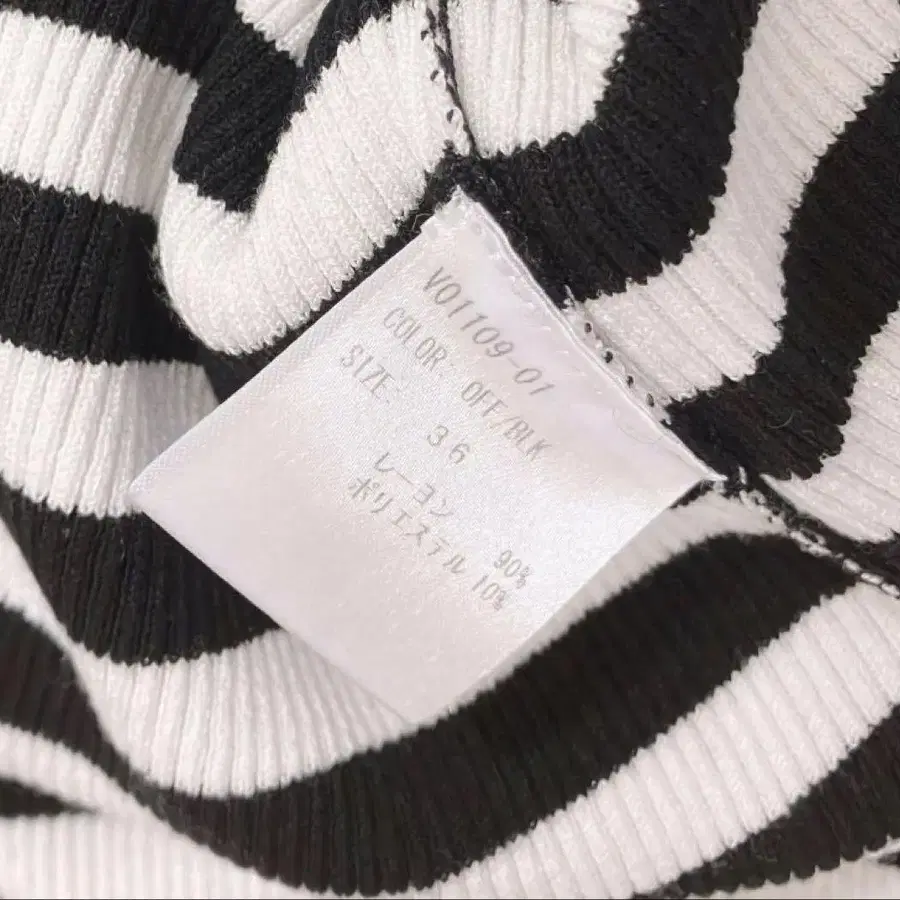 V01109-01
COLOR- OFF/BLK
SIZE- 36
レーヨン 90%
ポリエステル 10%